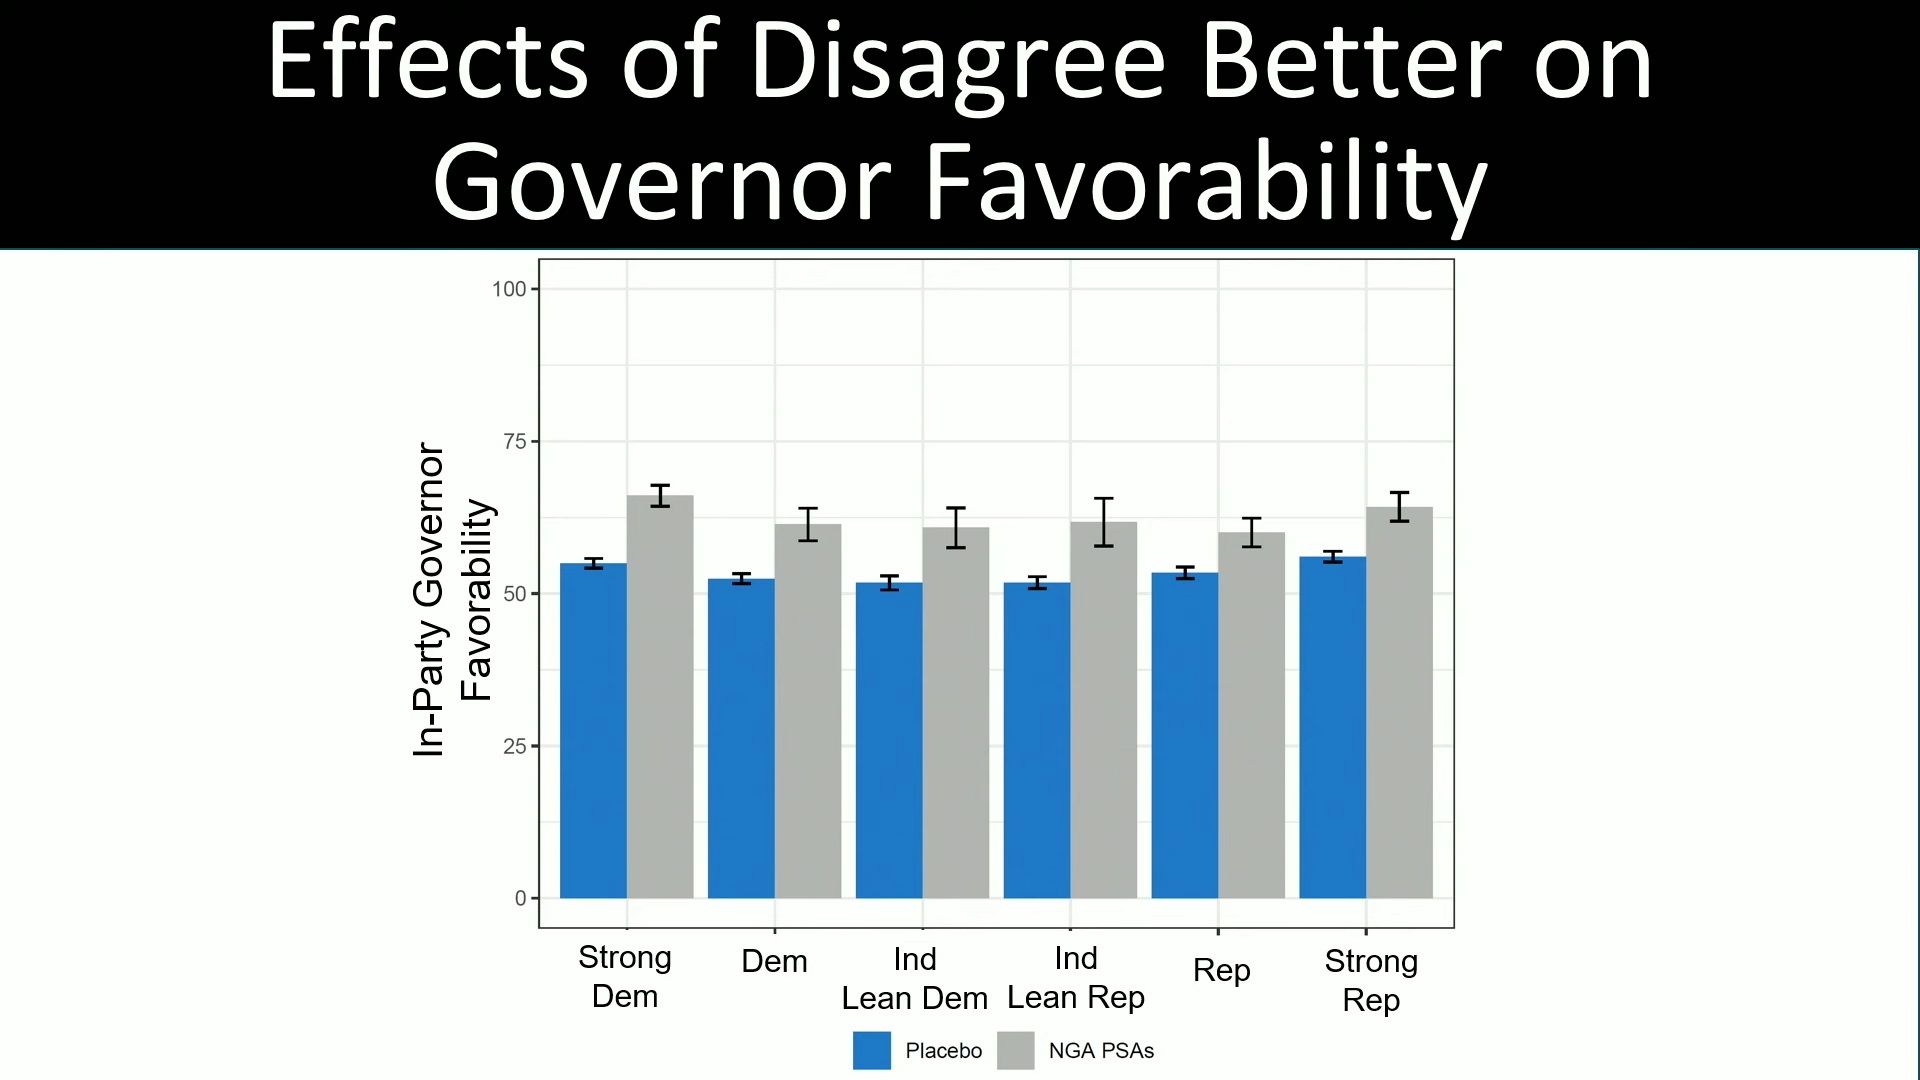 Effects of Disagree Better on
Governor Favorability
In-Party Governor
Favorability
100
75
50
25
0
Strong
Dem
Dem
Ind
Lean Dem
Ind
Lean Rep
Rep
Strong
Rep
Placebo
NGA PSAs